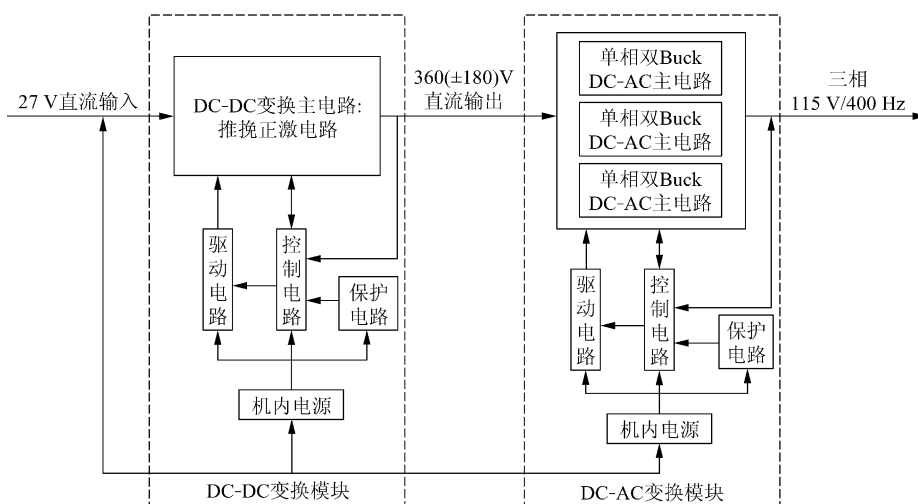 27 V直流输入
DC-DC变换主电路:
推挽正激电路
驱动电路
控制电路
保护
电路
机内电源
DC-DC变换模块
360(±180)V
直流输出
单相双Buck
DC-AC主电路
单相双Buck
DC-AC主电路
单相双Buck
DC-AC主电路
驱动电路
控制电路
保护
电路
机内电源
DC-AC变换模块
三相
115 V/400 Hz